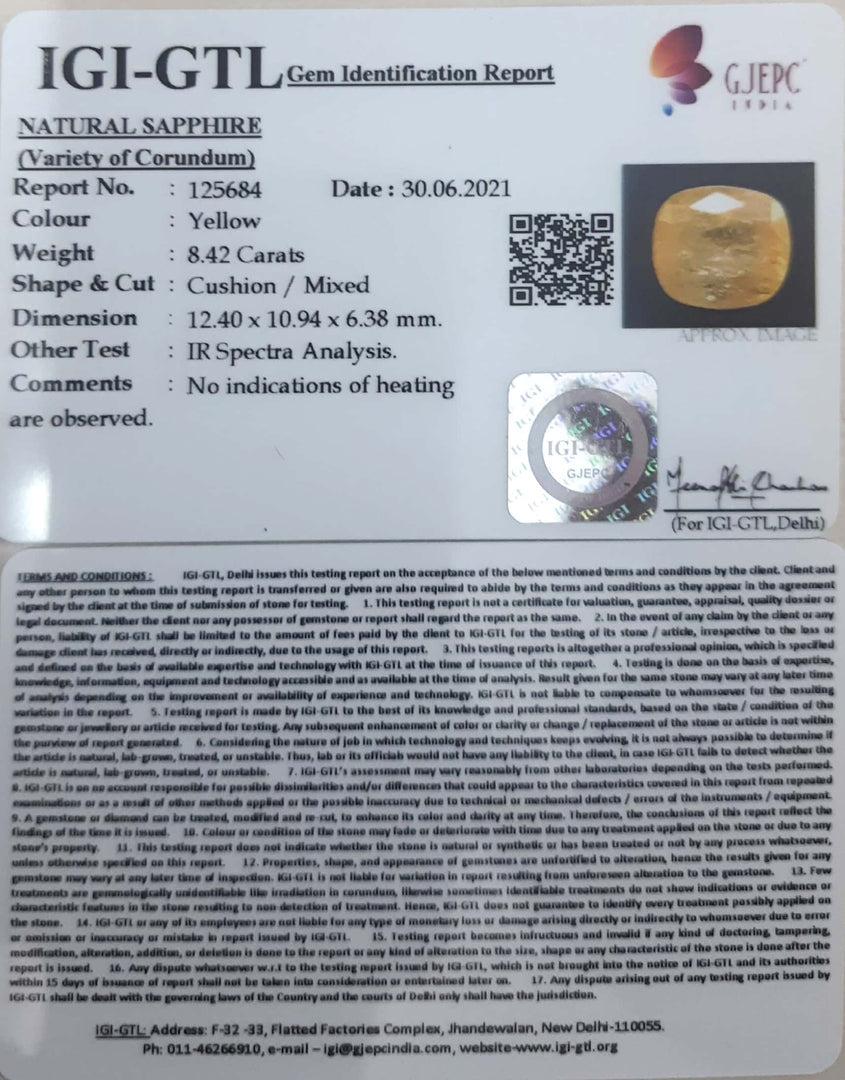 IGI-GTL Gem Identification Report
GJEPC
INDIA
NATURAL SAPPHIRE
(Variety of Corundum)
Report No. : 125684 Date : 30.06.2021
Colour : Yellow
Weight : 8.42 Carats
Shape & Cut : Cushion / Mixed
Dimension : 12.40 x 10.94 x 6.38 mm.
Other Test : IR Spectra Analysis.
Comments : No indications of heating
are observed.
APPROX IMAGE
IGI-GTL
GJEPC
(For IGI-GTL,Delhi)
TERMS AND CONDITIONS : IGI-GTL, Delhi issues this testing report on the acceptance of the below mentioned terms and conditions by the client. Client and
any other person to whom this testing report is transferred or given are also required to abide by the terms and conditions as they appear in the agreement
signed by the client at the time of submission of stone for testing. 1. This testing report is not a certificate for valuation, guarantee, appraisal, quality dossier or
legal document. Neither the client nor any possessor of gemstone or report shall regard the report as the same. 2. In the event of any claim by the client or any
person, liability of IGI-GTL shall be limited to the amount of fees paid by the client to IGI-GTL for the testing of its stone / article, irrespective to the loss or
damage client has received, directly or indirectly, due to the usage of this report. 3. This testing reports is altogether a professional opinion, which is specified
and defined on the basis of available expertise and technology with IGI-GTL at the time of issuance of this report. 4. Testing is done on the basis of expertise,
knowledge, information, equipment and technology accessible and as available at the time of analysis. Result given for the same stone may vary at any later time
of analysis depending on the improvement or availability of experience and technology. IGI-GTL is not liable to compensate to whomsoever for the resulting
variation in the report. 5. Testing report is made by IGI-GTL to the best of its knowledge and professional standards, based on the state / condition of the
gemstone or jewellery or article received for testing. Any subsequent enhancement of color or clarity or change / replacement of the stone or article is not within
the purview of report generated. 6. Considering the nature of job in which technology and techniques keeps evolving, it is not always possible to determine if
the article is natural, lab-grown, treated, or unstable. Thus, lab or its officials would not have any liability to the client, in case IGI-GTL fails to detect whether the
article is natural, lab-grown, treated, or unstable. 7. IGI-GTL's assessment may vary reasonably from other laboratories depending on the tests performed.
8. IGI-GTL is on no account responsible for possible dissimilarities and/or differences that could appear to the characteristics covered in this report from repeated
examinations or as a result of other methods applied or the possible inaccuracy due to technical or mechanical defects / errors of the instruments / equipment.
9. A gemstone or diamond can be treated, modified and re-cut, to enhance its color and clarity at any time. Therefore, the conclusions of this report reflect the
findings of the time it is issued. 10. Colour or condition of the stone may fade or deteriorate with time due to any treatment applied on the stone or due to any
stone's property. 11. This testing report does not indicate whether the stone is natural or synthetic or has been treated or not by any process whatsoever,
unless otherwise specified on this report. 12. Properties, shape, and appearance of gemstones are unfortified to alteration, hence the results given for any
gemstone may vary at any later time of inspection. IGI-GTL is not liable for variation in report resulting from unforeseen alteration to the gemstone. 13. Few
treatments are gemmologically unidentifiable like irradiation in corundum, likewise sometimes identifiable treatments do not show indications or evidence or
characteristic features in the stone resulting to non detection of treatment. Hence, IGI-GTL does not guarantee to identify every treatment possibly applied on
the stone. 14. IGI-GTL or any of its employees are not liable for any type of monetary loss or damage arising directly or indirectly to whomsoever due to error
or omission or inaccuracy or mistake in report issued by IGI-GTL. 15. Testing report becomes infructuous and invalid if any kind of doctoring, tampering,
modification, alteration, addition, or deletion is done to the report or any kind of alteration to the size, shape or any characteristic of the stone is done after the
report is issued. 16. Any dispute whatsoever w.r.t to the testing report issued by IGI-GTL, which is not brought into the notice of IGI-GTL and its authorities
within 15 days of issuance of report shall not be taken into consideration or entertained later on. 17. Any dispute arising out of any testing report issued by
IGI-GTL shall be dealt with the governing laws of the Country and the courts of Delhi only shall have the jurisdiction.
IGI-GTL: Address: F-32 -33, Flatted Factories Complex, Jhandewalan, New Delhi-110055.
Ph: 011-46266910, e-mail – igi@gjepcindia.com, website-www.igi-gtl.org